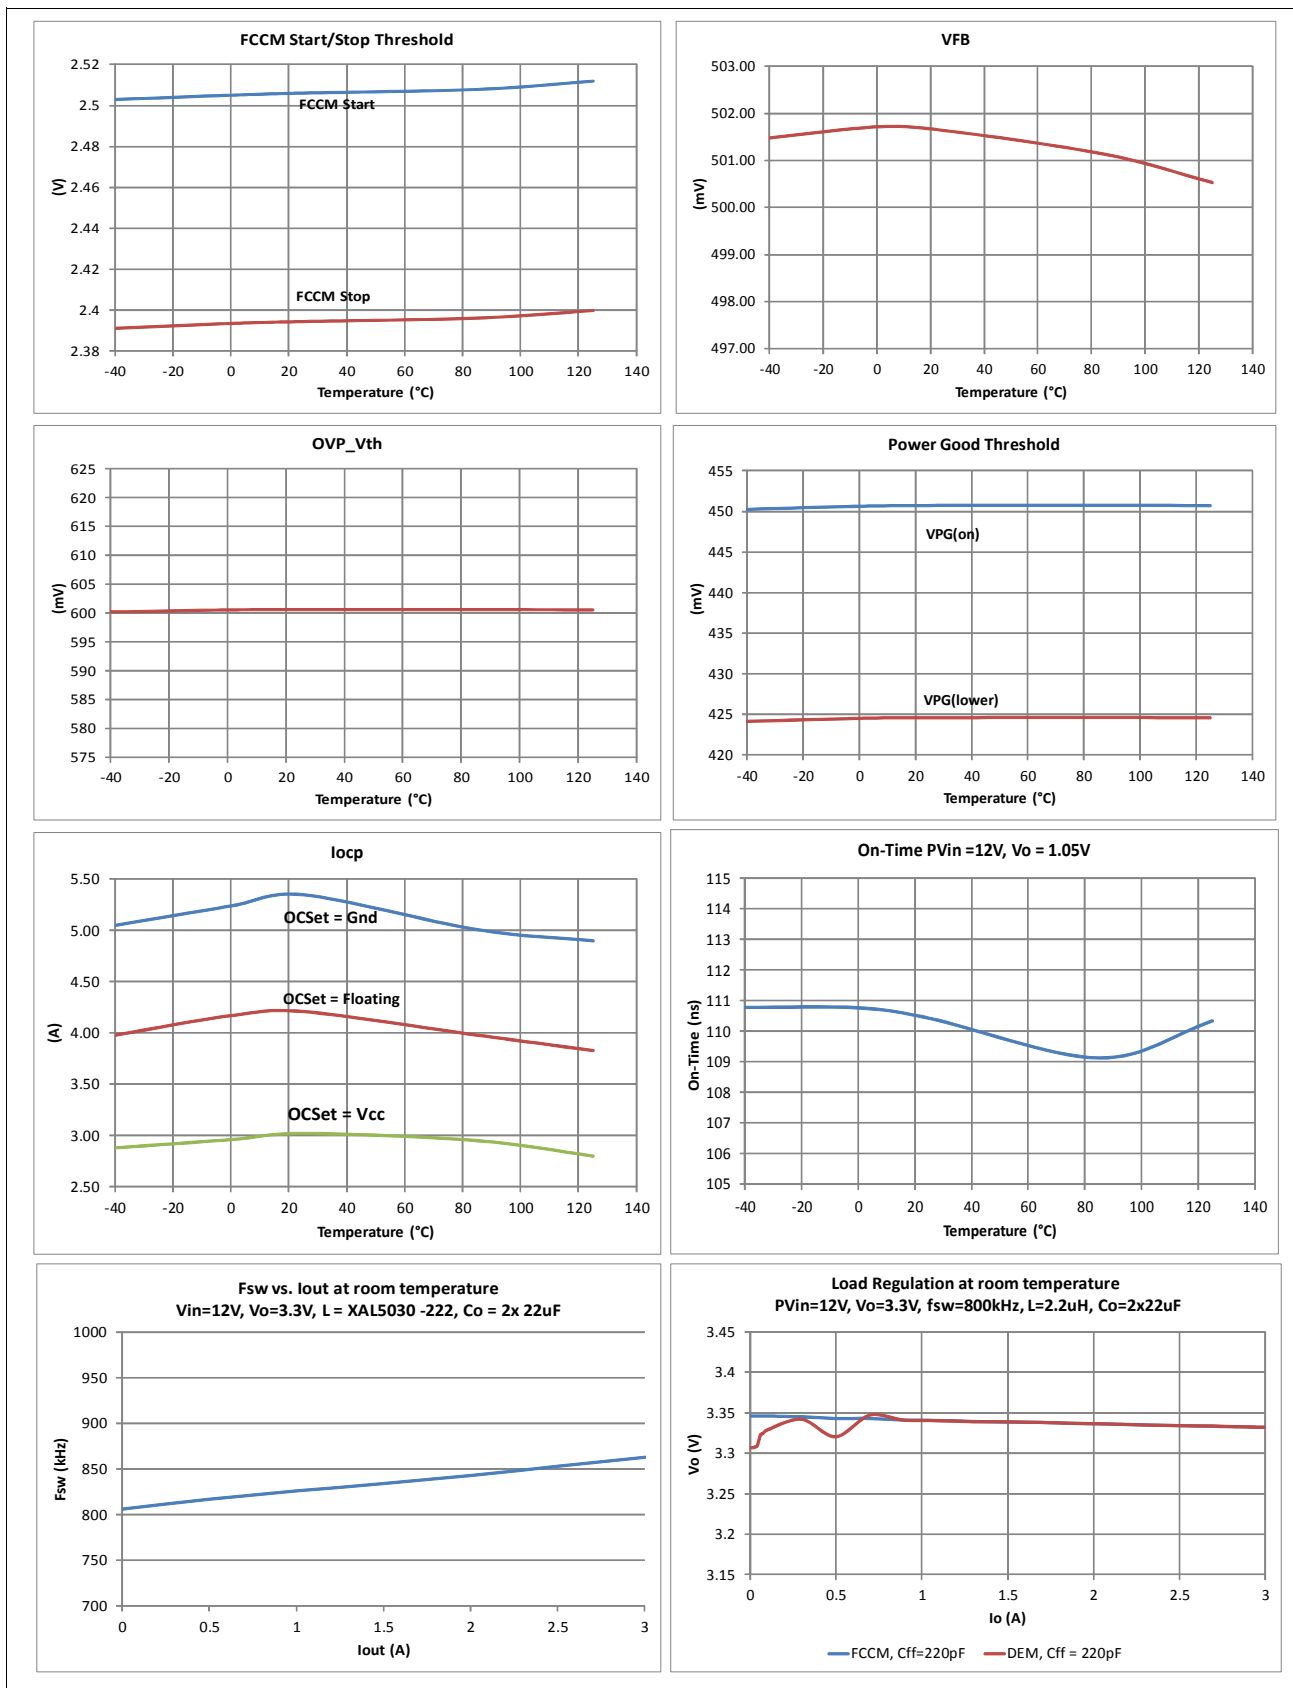 FCCM Start/Stop Threshold
2.52
2.5
2.48
2.46
2.44
2.42
2.4
2.38
(V)
FCCM Start
FCCM Stop
-40 -20 0 20 40 60 80 100 120 140
Temperature (°C)
VFB
503.00
502.00
501.00
500.00
499.00
498.00
497.00
(mV)
-40 -20 0 20 40 60 80 100 120 140
Temperature (°C)
OVP_Vth
625
620
615
610
605
600
595
590
585
580
575
(mV)
-40 -20 0 20 40 60 80 100 120 140
Temperature (°C)
Power Good Threshold
455
450
445
440
435
430
425
420
(mV)
VPG(on)
VPG(lower)
-40 -20 0 20 40 60 80 100 120 140
Temperature (°C)
Iocp
5.50
5.00
4.50
4.00
3.50
3.00
2.50
(A)
OCSet = Gnd
OCSet = Floating
OCSet = Vcc
-40 -20 0 20 40 60 80 100 120 140
Temperature (°C)
On-Time PVin =12V, Vo = 1.05V
115
114
113
112
111
110
109
108
107
106
105
On-Time (ns)
-40 -20 0 20 40 60 80 100 120 140
Temperature (°C)
Fsw vs. Iout at room temperature
Vin=12V, Vo=3.3V, L = XAL5030 -222, Co = 2x 22uF
1000
950
900
850
800
750
700
Fsw (kHz)
0 0.5 1 1.5 2 2.5 3
Iout (A)
Load Regulation at room temperature
PVin=12V, Vo=3.3V, fsw=800kHz, L=2.2uH, Co=2x22uF
3.45
3.4
3.35
3.3
3.25
3.2
3.15
Vo (V)
0 0.5 1 1.5 2 2.5 3
Io (A)
FCCM, Cff=220pF DEM, Cff = 220pF